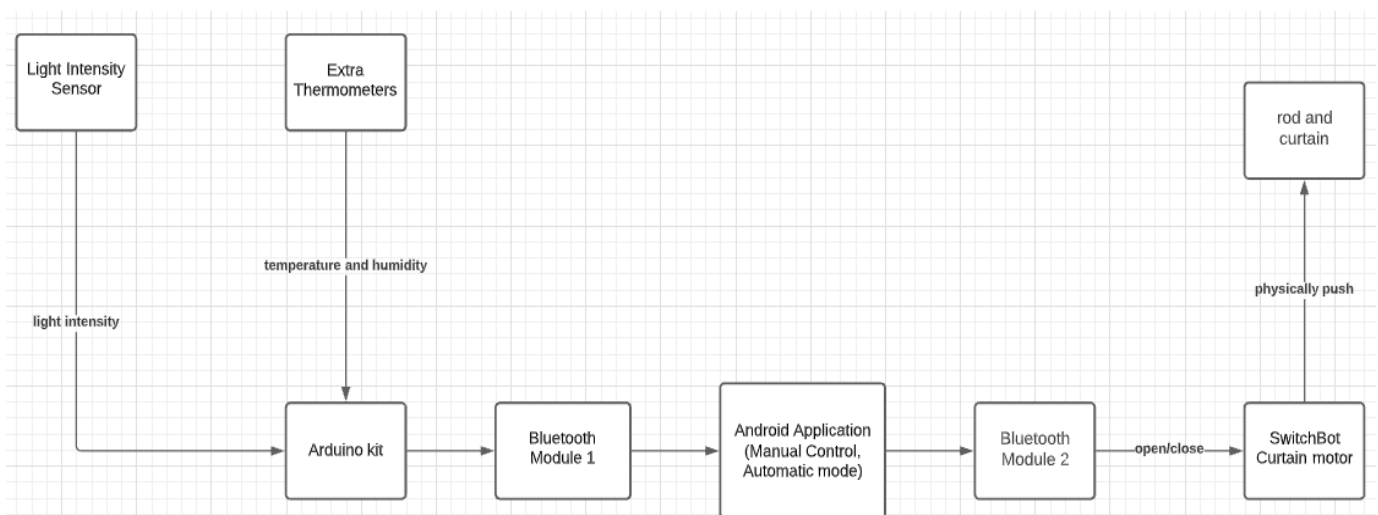 Light Intensity
Sensor
Extra
Thermometers
rod and
curtain
temperature and humidity
physically push
light intensity
Arduino kit
Bluetooth
Module 1
Android Application
(Manual Control,
Automatic mode)
Bluetooth
Module 2
open/close
SwitchBot
Curtain motor